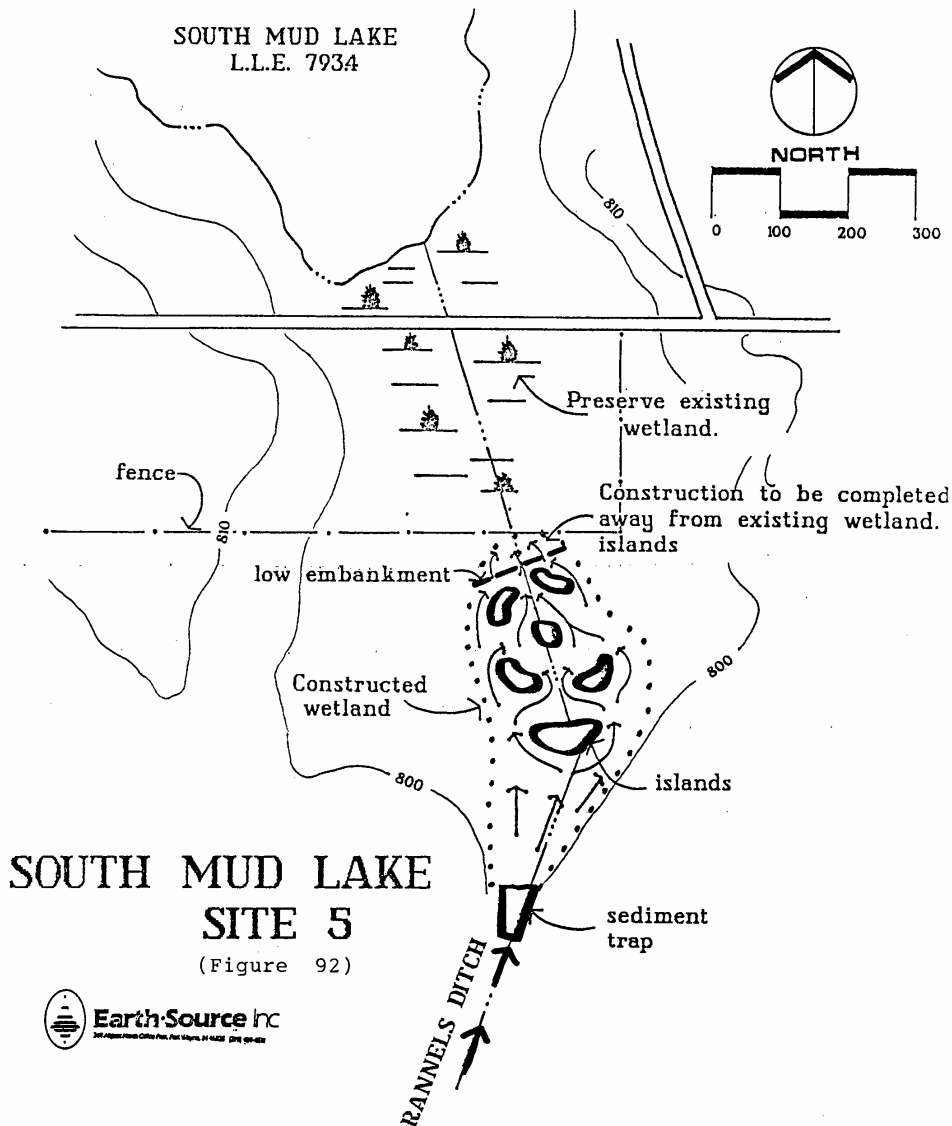 SOUTH MUD LAKE
L.L.E. 793.4
NORTH
0 100 200 300
810
Preserve existing
wetland.
fence
810
Construction to be completed
away from existing wetland.
islands
low embankment
800
Constructed
wetland
800
islands
SOUTH MUD LAKE
SITE 5
(Figure 92)
sediment
trap
RANNELS DITCH
Earth·Source Inc